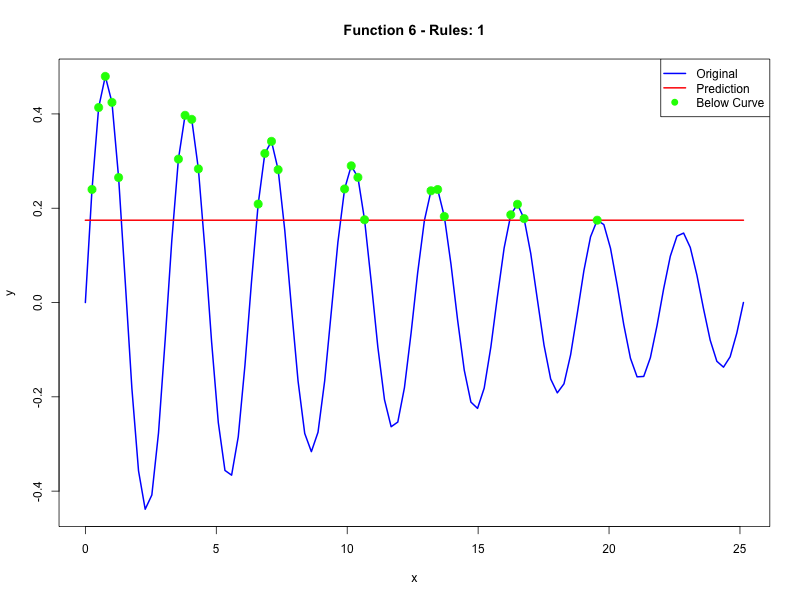 Function 6 - Rules: 1
Original
Prediction
Below Curve
0.4
0.2
0.0
-0.2
-0.4
y
0 5 10 15 20 25
x